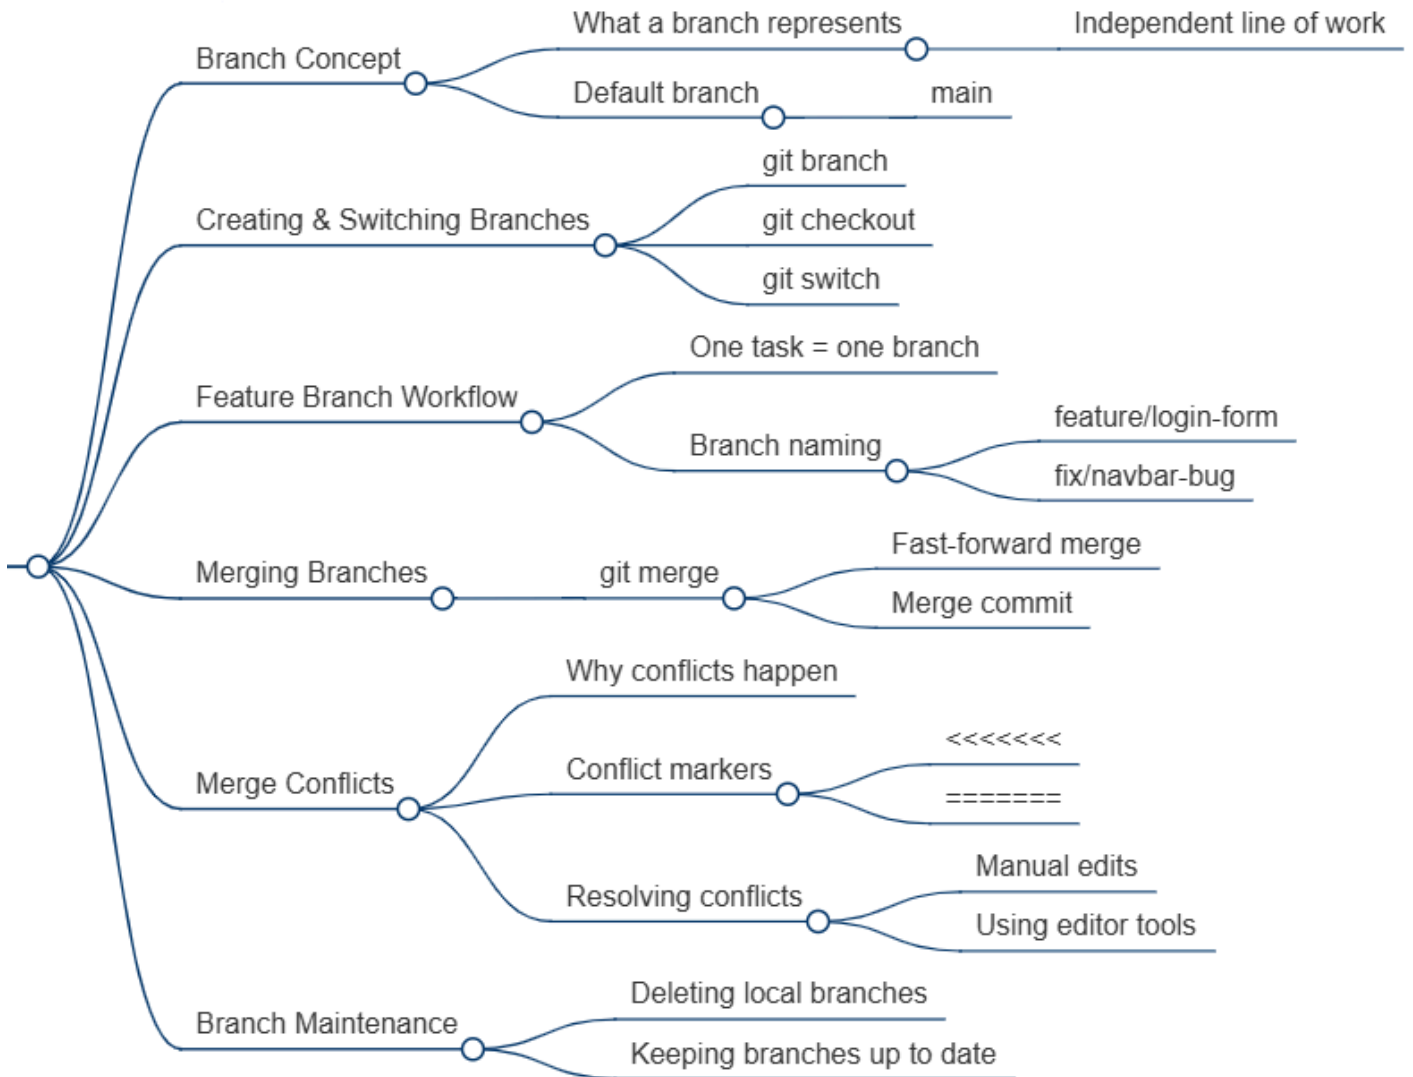 What a branch represents
Independent line of work
Branch Concept
Default branch
main
git branch
Creating & Switching Branches
git checkout
git switch
One task = one branch
Feature Branch Workflow
feature/login-form
Branch naming
fix/navbar-bug
Fast-forward merge
Merging Branches
git merge
Merge commit
Why conflicts happen
<<<<<<<
Merge Conflicts
Conflict markers
=======
Manual edits
Resolving conflicts
Using editor tools
Deleting local branches
Branch Maintenance
Keeping branches up to date